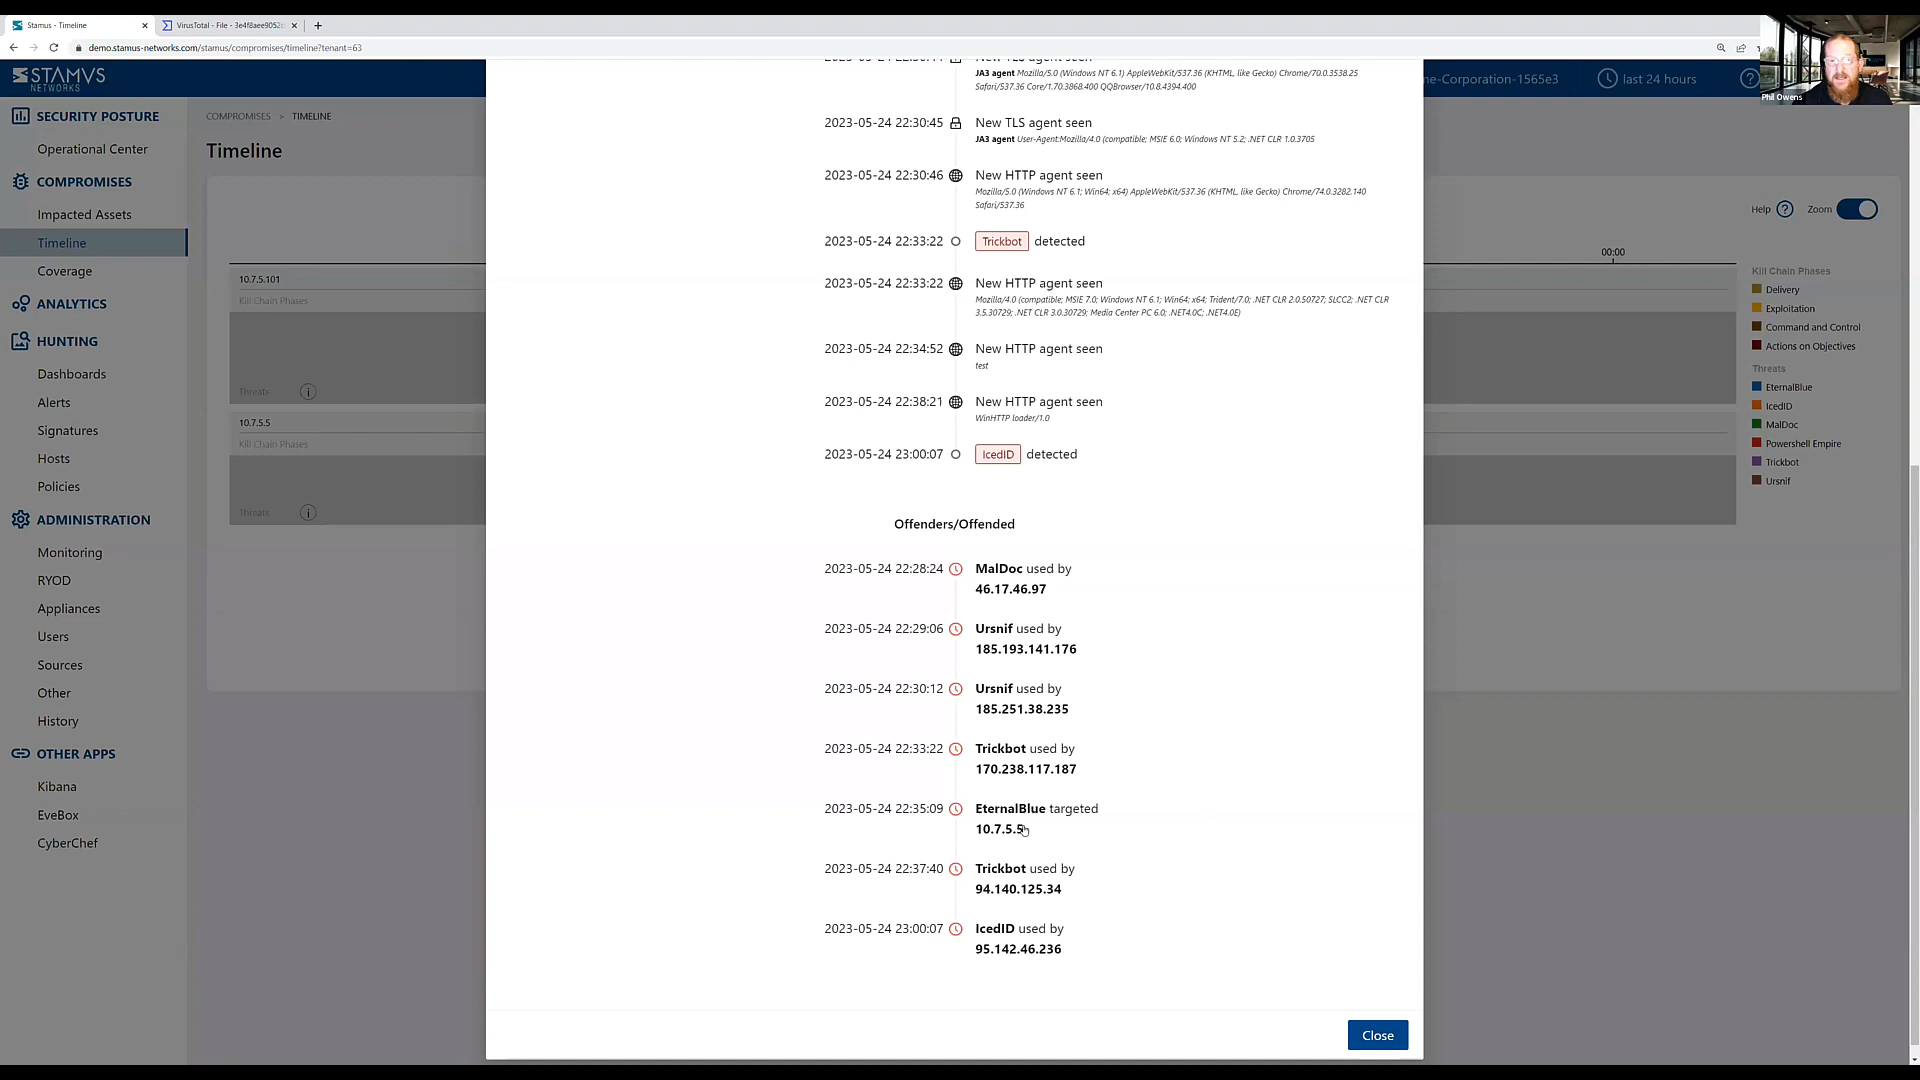 Stamus - Timeline
VirusTotal - File - 3e4f8aee9052
demo.stamus-networks.com/stamus/compromises/timeline?tenant=63
STAMVS
NETWORKS
me-Corporation-1565e3
last 24 hours
Phil Owens
SECURITY POSTURE
Operational Center
COMPROMISES
Impacted Assets
Timeline
Coverage
ANALYTICS
HUNTING
Dashboards
Alerts
Signatures
Hosts
Policies
ADMINISTRATION
Monitoring
RYOD
Appliances
Users
Sources
Other
History
OTHER APPS
Kibana
EveBox
CyberChef
COMPROMISES > TIMELINE
Timeline
10.7.5.101
Kill Chain Phases
Threats
10.7.5.5
Kill Chain Phases
Threats
New TLS agent seen
JA3 agent Mozilla/5.0 (Windows NT 6.1) AppleWebKit/537.36 (KHTML, like Gecko) Chrome/70.0.3538.25
Safari/537.36 Core/1.70.3868.400 QQBrowser/10.8.4394.400
2023-05-24 22:30:45 New TLS agent seen
JA3 agent User-Agent:Mozilla/4.0 (compatible; MSIE 6.0; Windows NT 5.2; .NET CLR 1.0.3705
2023-05-24 22:30:46 New HTTP agent seen
Mozilla/5.0 (Windows NT 6.1; Win64; x64) AppleWebKit/537.36 (KHTML, like Gecko) Chrome/74.0.3282.140
Safari/537.36
2023-05-24 22:33:22 Trickbot detected
2023-05-24 22:33:22 New HTTP agent seen
Mozilla/4.0 (compatible; MSIE 7.0; Windows NT 6.1; Win64; x64; Trident/7.0; .NET CLR 2.0.50727; SLCC2; .NET CLR
3.5.30729; .NET CLR 3.0.30729; Media Center PC 6.0; .NET4.0C; .NET4.0E)
2023-05-24 22:34:52 New HTTP agent seen
test
2023-05-24 22:38:21 New HTTP agent seen
WinHTTP loader/1.0
2023-05-24 23:00:07 IcedID detected
Offenders/Offended
2023-05-24 22:28:24 MalDoc used by
46.17.46.97
2023-05-24 22:29:06 Ursnif used by
185.193.141.176
2023-05-24 22:30:12 Ursnif used by
185.251.38.235
2023-05-24 22:33:22 Trickbot used by
170.238.117.187
2023-05-24 22:35:09 EternalBlue targeted
10.7.5.5
2023-05-24 22:37:40 Trickbot used by
94.140.125.34
2023-05-24 23:00:07 IcedID used by
95.142.46.236
Close
Help
Zoom
00:00
Kill Chain Phases
Delivery
Exploitation
Command and Control
Actions on Objectives
Threats
EternalBlue
IcedID
MalDoc
Powershell Empire
Trickbot
Ursnif